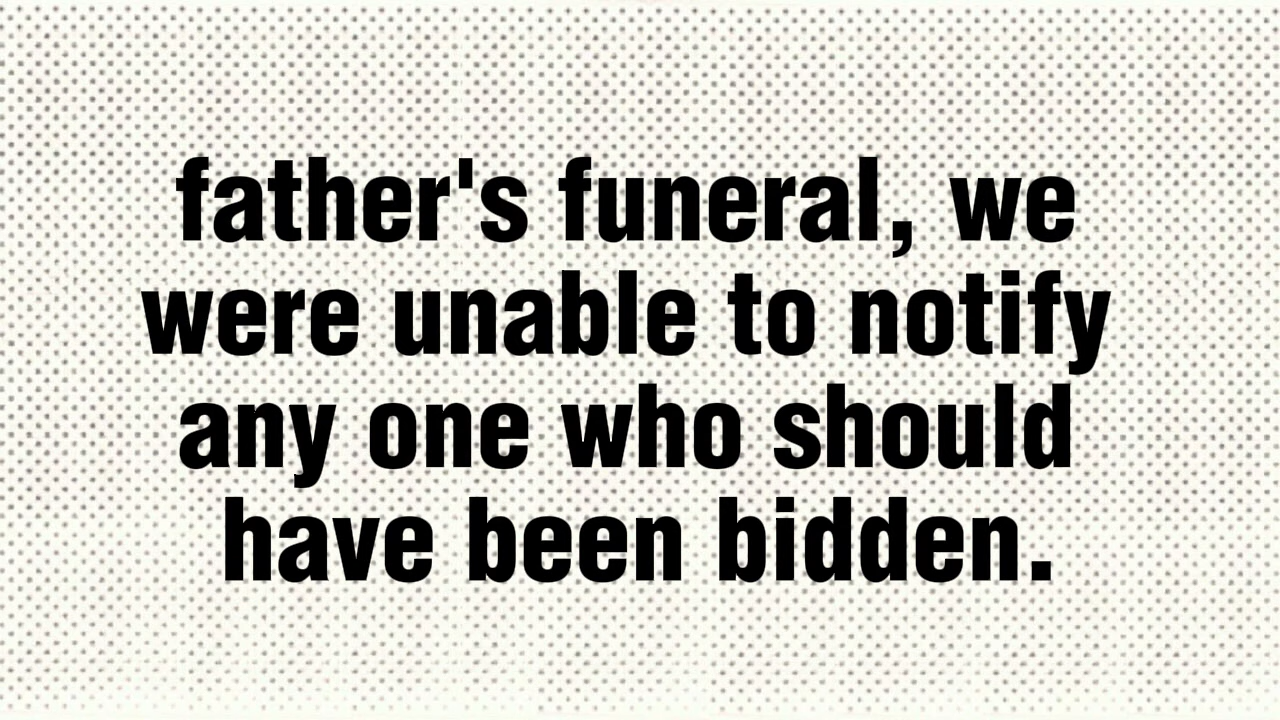 father's funeral, we
were unable to notify
any one who should
have been bidden.